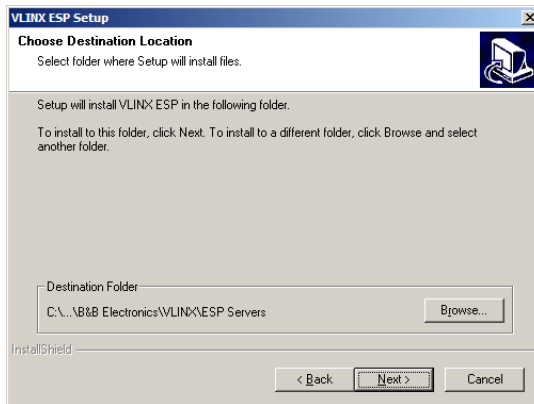 VLINX ESP Setup
Choose Destination Location
Select folder where Setup will install files.
Setup will install VLINX ESP in the following folder.
To install to this folder, click Next. To install to a different folder, click Browse and select
another folder.
Destination Folder
C:\...\B&B Electronics\VLINX\ESP Servers
Browse...
InstallShield
< Back
Next >
Cancel